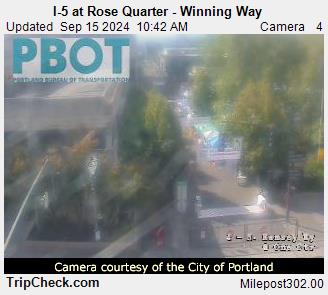 I-5 at Rose Quarter - Winning Way
Updated Sep 15 2024 10:42 AM Camera 4
PBOT
PORTLAND BUREAU OF TRANSPORTATION
Camera courtesy of the City of Portland
TripCheck.com Milepost302.00